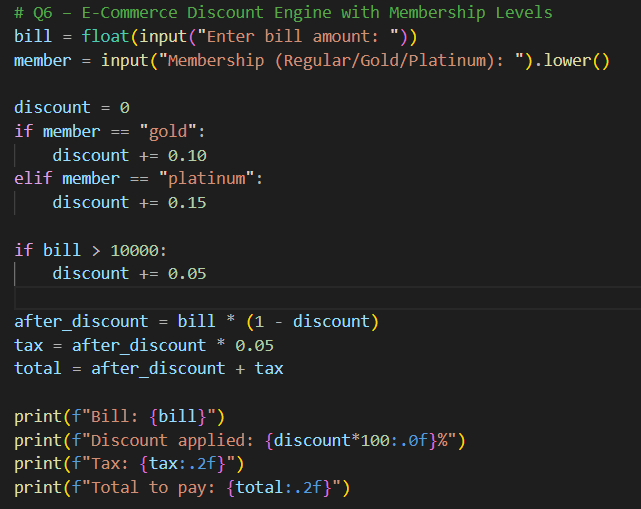 # Q6 – E-Commerce Discount Engine with Membership Levels
bill = float(input("Enter bill amount: "))
member = input("Membership (Regular/Gold/Platinum): ").lower()

discount = 0
if member == "gold":
    discount += 0.10
elif member == "platinum":
    discount += 0.15

if bill > 10000:
    discount += 0.05

after_discount = bill * (1 - discount)
tax = after_discount * 0.05
total = after_discount + tax

print(f"Bill: {bill}")
print(f"Discount applied: {discount*100:.0f}%")
print(f"Tax: {tax:.2f}")
print(f"Total to pay: {total:.2f}")